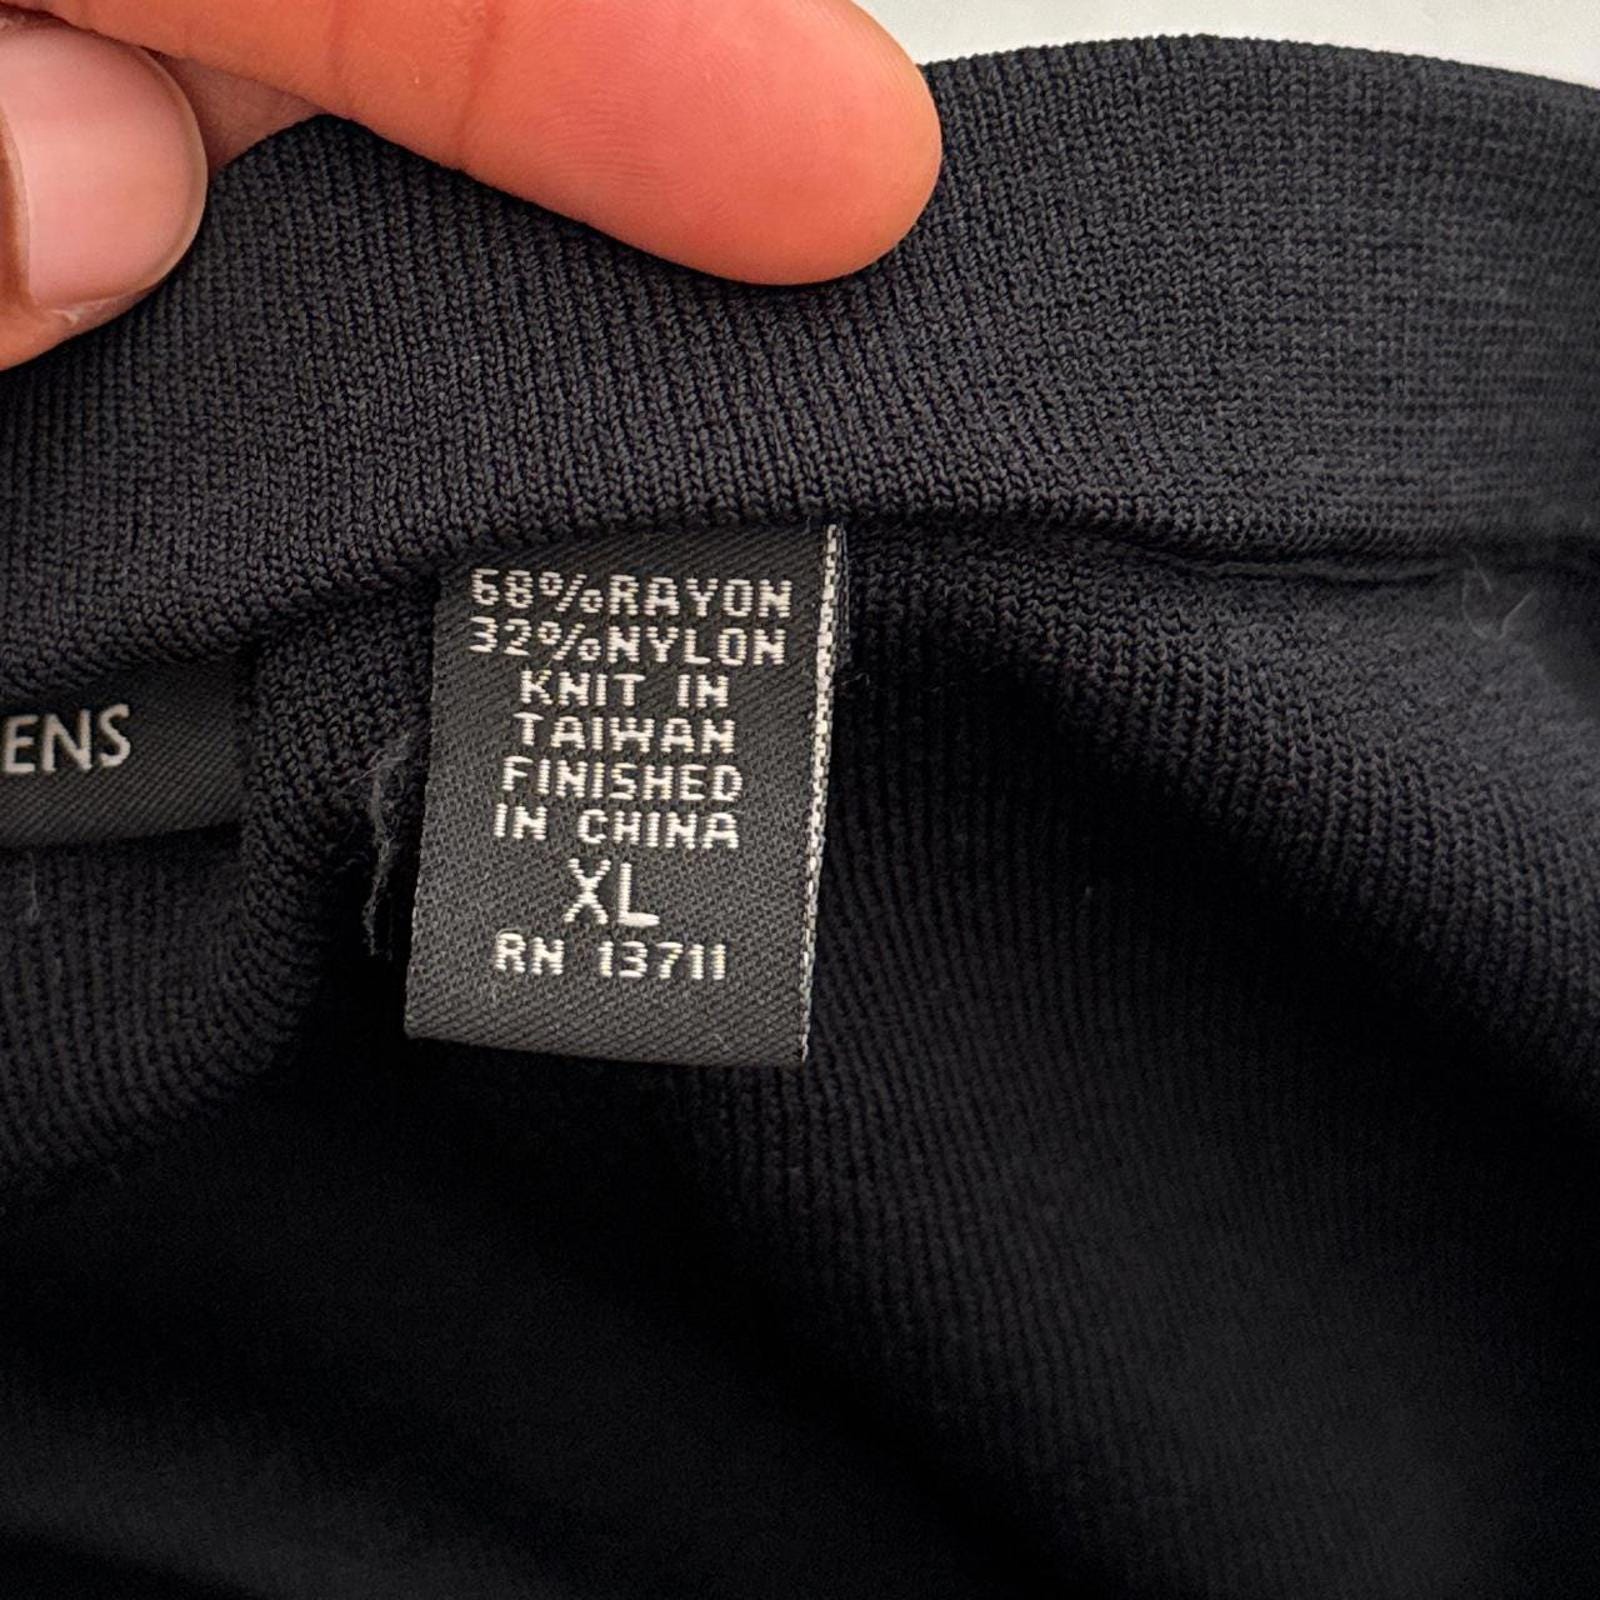 68%RAYON
32%NYLON
KNIT IN
TAIWAN
FINISHED
IN CHINA
XL
RN 13711
ENS